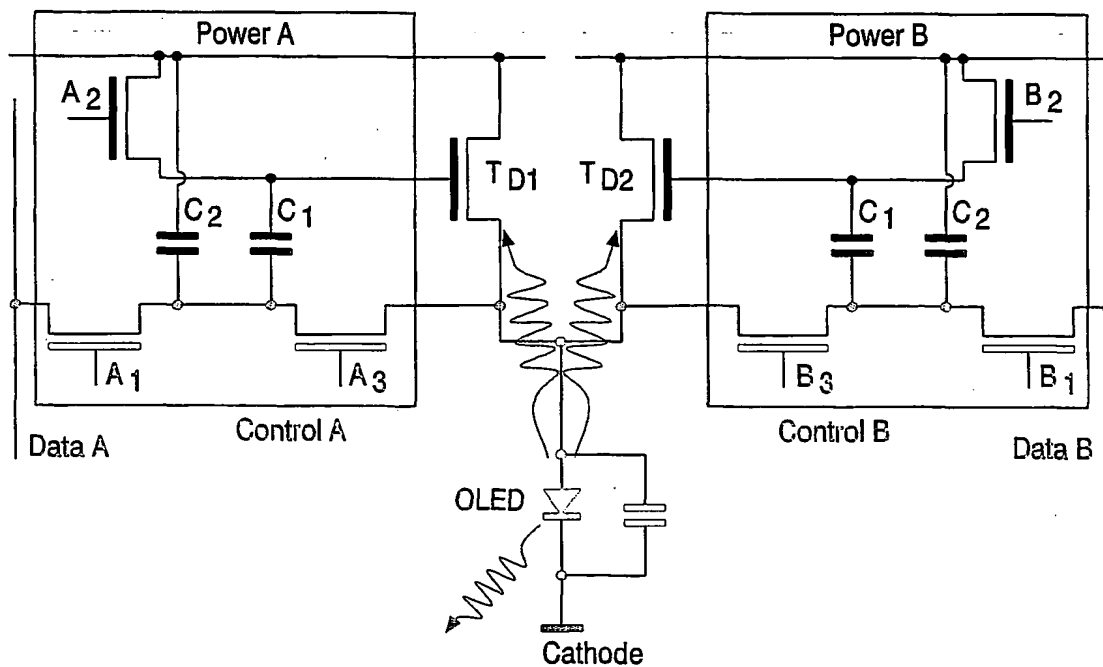 Power A
Power B
A2
B2
TD1
TD2
C2
C1
C1
C2
A1
A3
B3
B1
Data A
Control A
Control B
Data B
OLED
Cathode